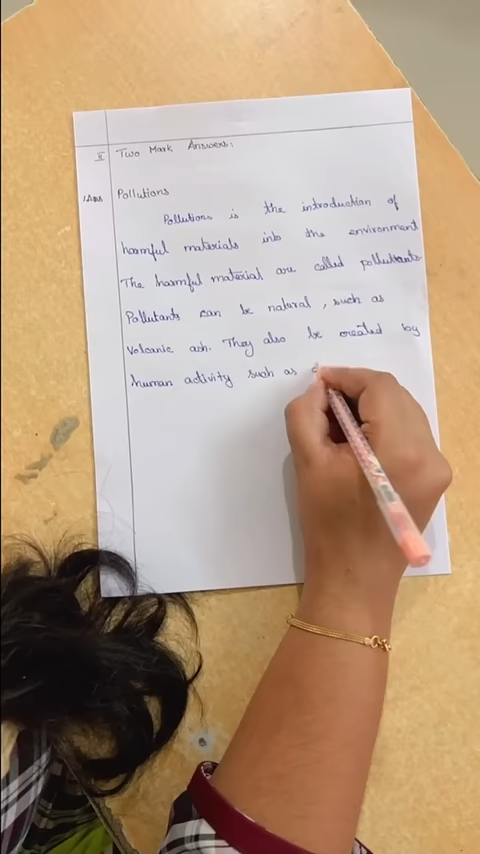 II Two Mark Answers:
1Ans Pollutions
Pollutions is the introduction of
harmful materials into the environment
The harmful material are called pollutants
Pollutants can be natural, such as
Volcanic ash. They also be created by
human activity such as